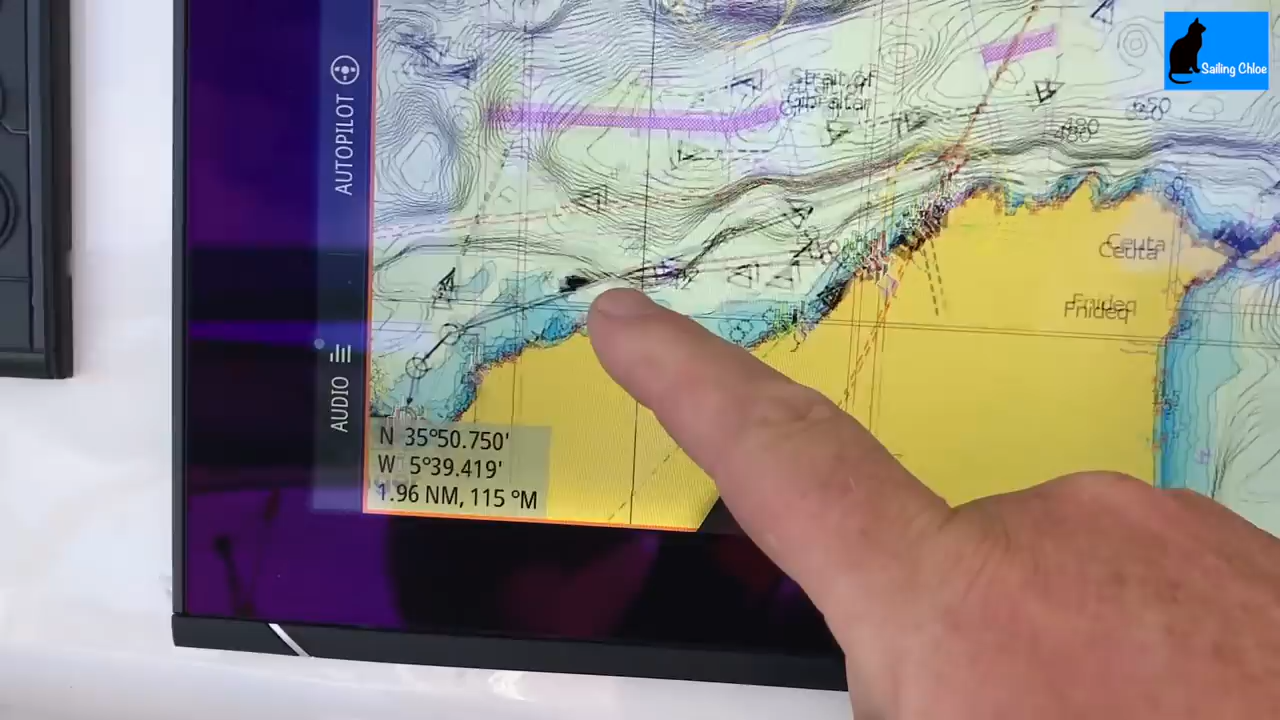 Sailing Chloe
AUTOPILOT
Strait of
Gibraltar
650
480
480
Ceuta
Ceuta
Fnideq
Fnideq
AUDIO
N 35°50.750'
W 5°39.419'
1.96 NM, 115 °M